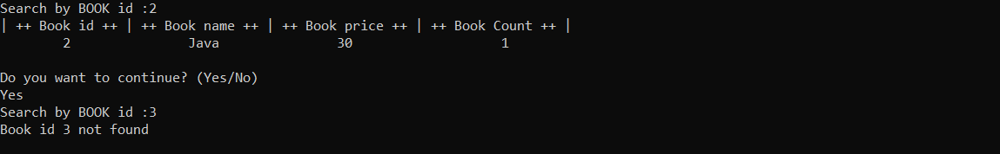 Search by BOOK id :2
| ++ Book id ++ | ++ Book name ++ | ++ Book price ++ | ++ Book Count ++ |
2 Java 30 1
Do you want to continue? (Yes/No)
Yes
Search by BOOK id :3
Book id 3 not found